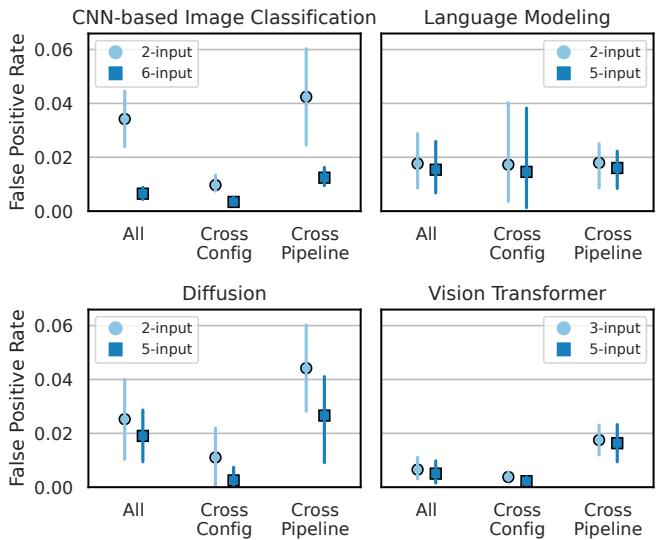 CNN-based Image Classification
Language Modeling
False Positive Rate
0.06
0.04
0.02
0.00
2-input
6-input
2-input
5-input
All
Cross
Config
Cross
Pipeline
All
Cross
Config
Cross
Pipeline
Diffusion
Vision Transformer
False Positive Rate
0.06
0.04
0.02
0.00
2-input
5-input
3-input
5-input
All
Cross
Config
Cross
Pipeline
All
Cross
Config
Cross
Pipeline